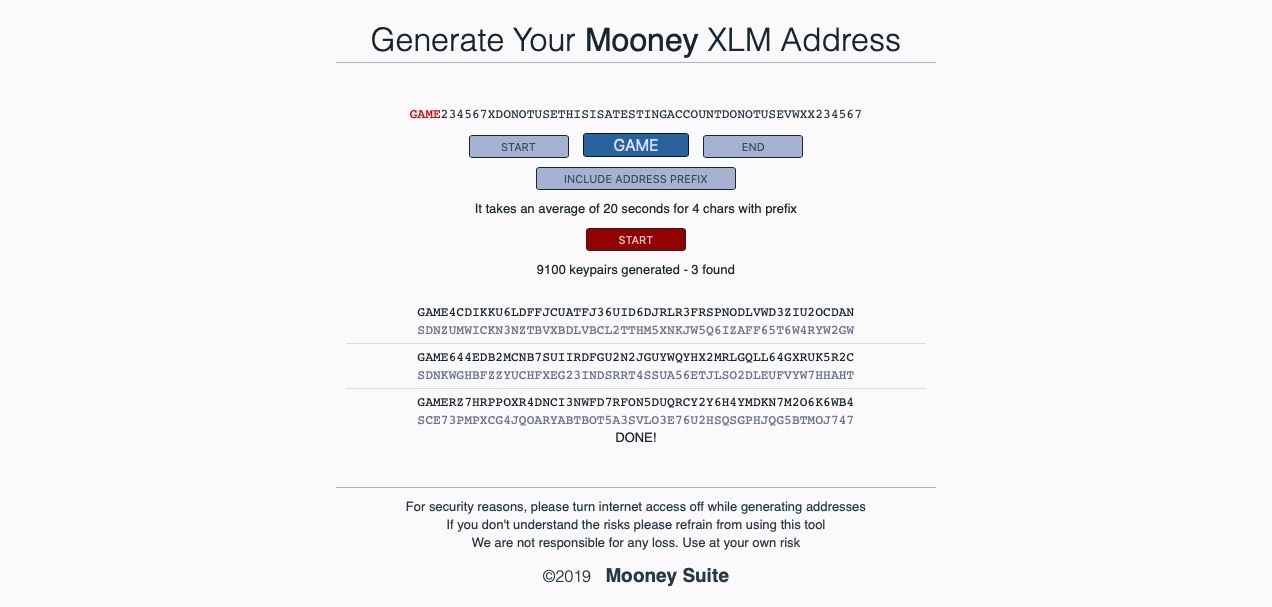 Generate Your Mooney XLM Address
GAME234567XDONOTUSETHISISATESTINGACCOUNTDONOTUSEVWXX234567
START GAME END
INCLUDE ADDRESS PREFIX
It takes an average of 20 seconds for 4 chars with prefix
START
9100 keypairs generated - 3 found
GAME4CDIKKU6LDFFJCUATFJ36UID6DJRLR3FRSPNODLVWD3ZIU2OCDAN
SDNZUMWICKN3NZTBVXBDLVBCL2TTHM5XNKJW5Q6IZAFF65T6W4RYW2GW
GAME644EDB2MCNB7SUIIRDFGU2N2JGUYWQYHX2MRLGQLL64GXRUK5R2C
SDNKWGHBFZZYUCHFXEG23INDSRRT4SSUA56ETJLSO2DLEUFVYW7HHAHT
GAMERZ7HRPPOXR4DNCI3NWFD7RFON5DUQRCY2Y6H4YMDKN7M2O6K6WB4
SCE73PMPXCG4JQOARYABTBOT5A3SVLO3E76U2HSQSGPHJQG5BTMOJ747
DONE!
For security reasons, please turn internet access off while generating addresses
If you don't understand the risks please refrain from using this tool
We are not responsible for any loss. Use at your own risk
©2019 Mooney Suite